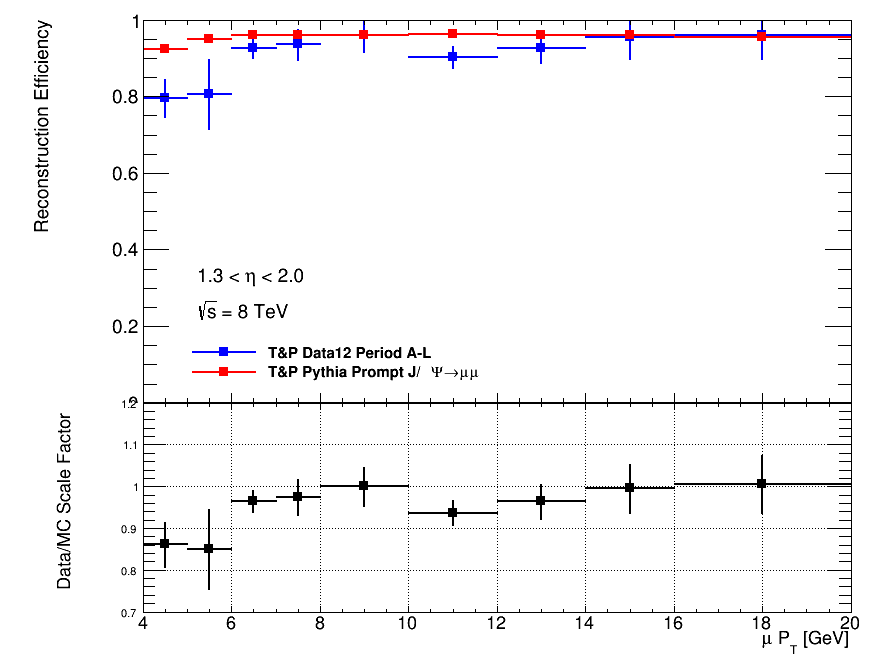 Reconstruction Efficiency
1
0.8
0.6
0.4
0.2
1.3 < η < 2.0
√s = 8 TeV
T&P Data12 Period A-L
T&P Pythia Prompt J/ Ψ→μμ
Data/MC Scale Factor
1.2
1.1
1
0.9
0.8
0.7
4 6 8 10 12 14 16 18 20
μ P_T [GeV]